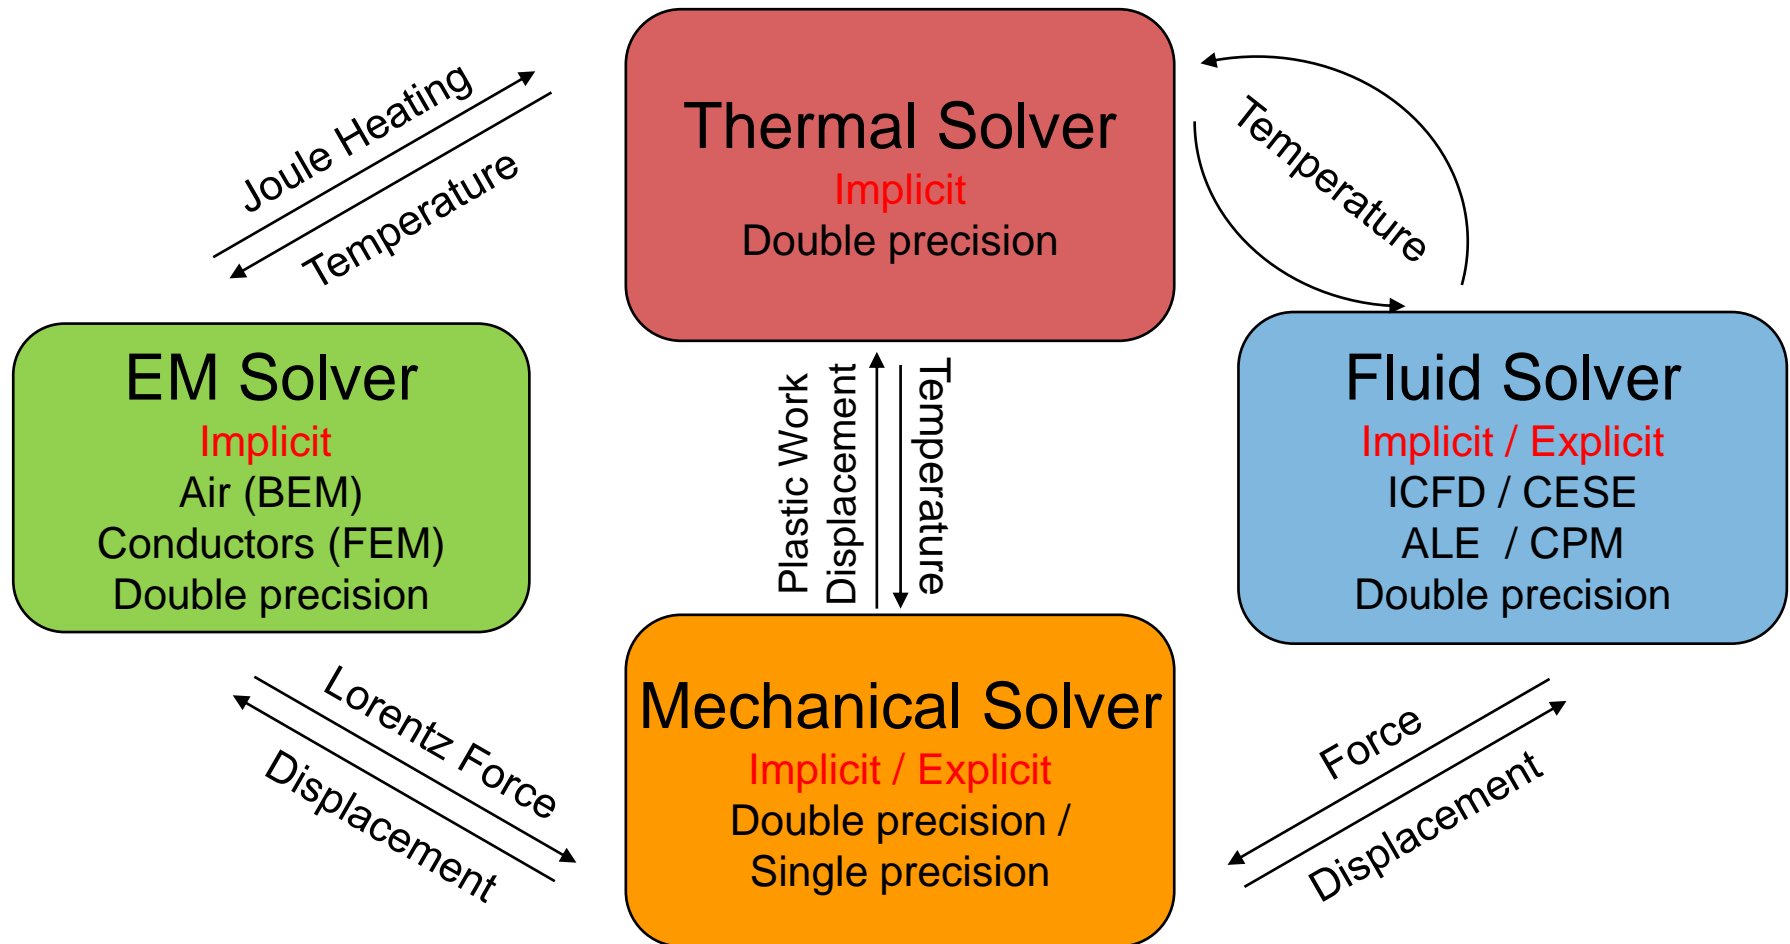 Thermal Solver
Implicit
Double precision
Joule Heating
Temperature
Temperature
EM Solver
Implicit
Air (BEM)
Conductors (FEM)
Double precision
Plastic Work
Displacement
Temperature
Fluid Solver
Implicit / Explicit
ICFD / CESE
ALE  / CPM
Double precision
Lorentz Force
Displacement
Mechanical Solver
Implicit / Explicit
Double precision /
Single precision
Force
Displacement